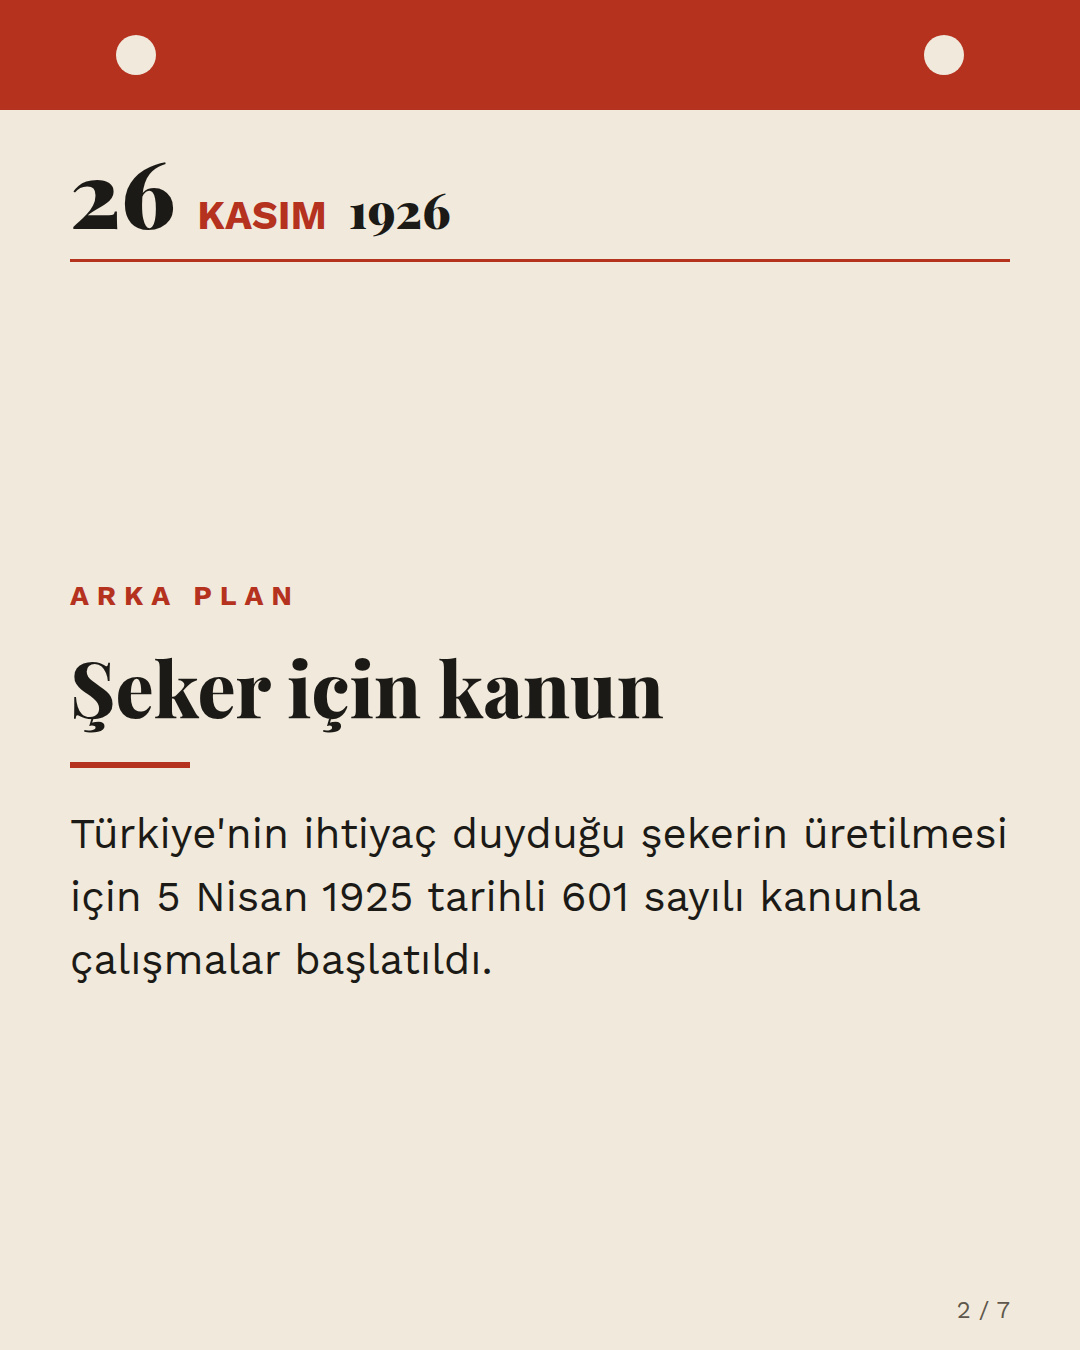 26 KASIM 1926
ARKA PLAN
Şeker için kanun
Türkiye'nin ihtiyaç duyduğu şekerin üretilmesi
için 5 Nisan 1925 tarihli 601 sayılı kanunla
çalışmalar başlatıldı.
2 / 7